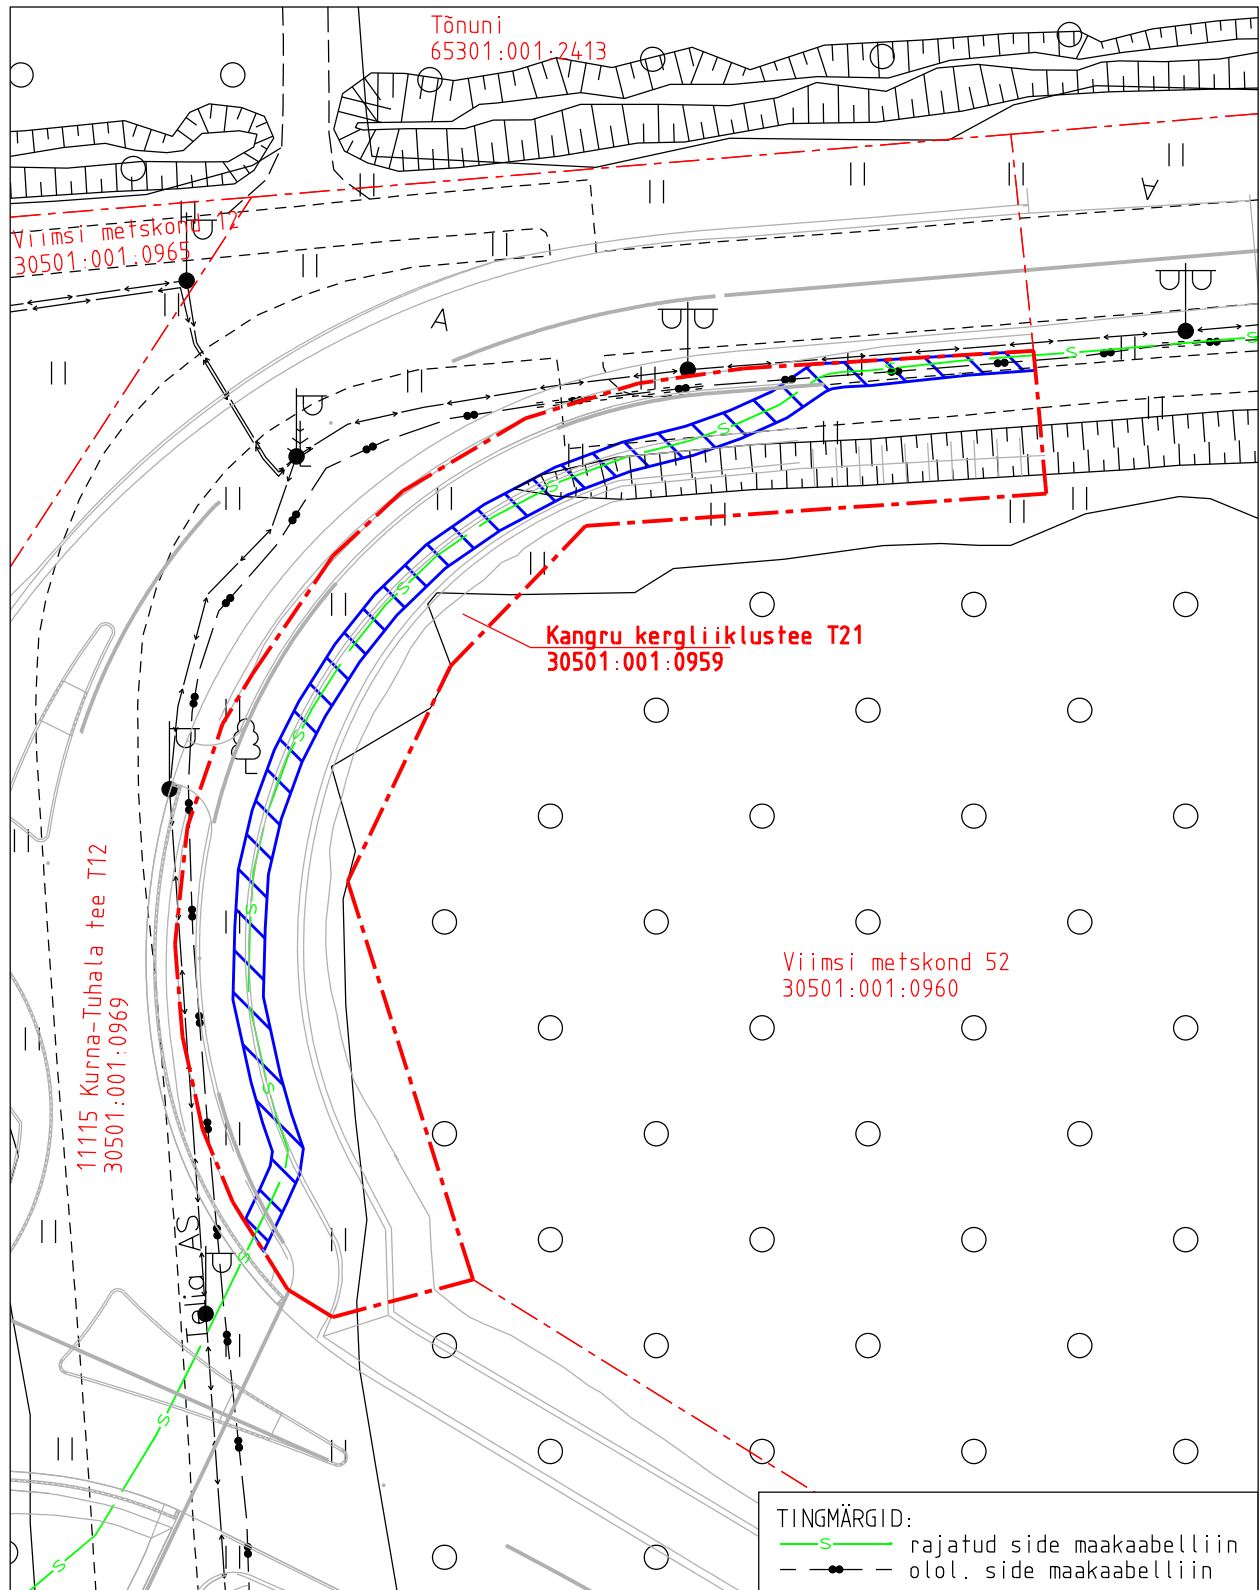 Tõnuni
65301:001:2413
Viimsi metskond 12
30501:001:0965
A
A
Kangru kergliiklustee T21
30501:001:0959
11115 Kurna-Tuhala tee T12
30501:001:0969
Viimsi metskond 52
30501:001:0960
Telia AS
TINGMÄRGID:
s rajatud side maakaabelliin
olol. side maakaabelliin